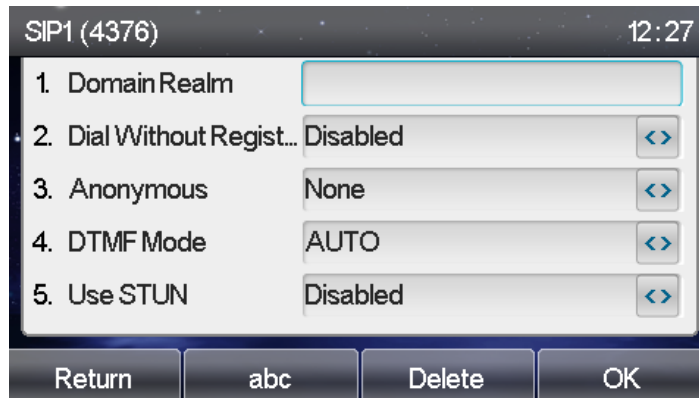 SIP1 (4376) 12:27
1. Domain Realm
2. Dial Without Regist... Disabled
3. Anonymous None
4. DTMF Mode AUTO
5. Use STUN Disabled
Return abc Delete OK